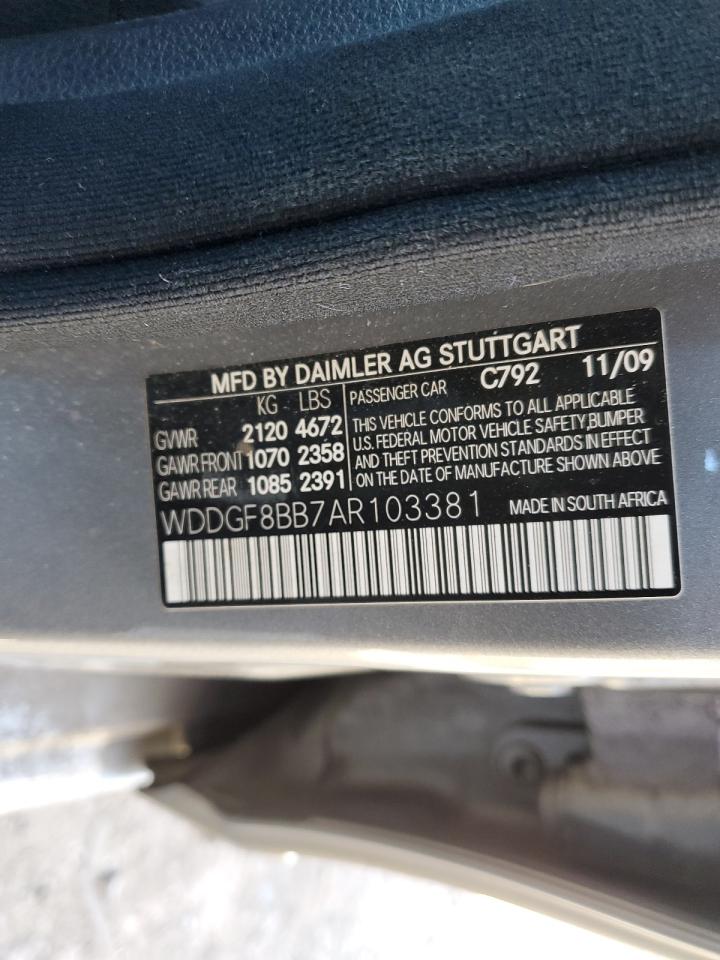 MFD BY DAIMLER AG STUTTGART
KG LBS PASSENGER CAR C792 11/09
GVWR 2120 4672
GAWR FRONT 1070 2358
GAWR REAR 1085 2391
THIS VEHICLE CONFORMS TO ALL APPLICABLE
U.S. FEDERAL MOTOR VEHICLE SAFETY, BUMPER
AND THEFT PREVENTION STANDARDS IN EFFECT
ON THE DATE OF MANUFACTURE SHOWN ABOVE
WDDGF8BB7AR103381 MADE IN SOUTH AFRICA